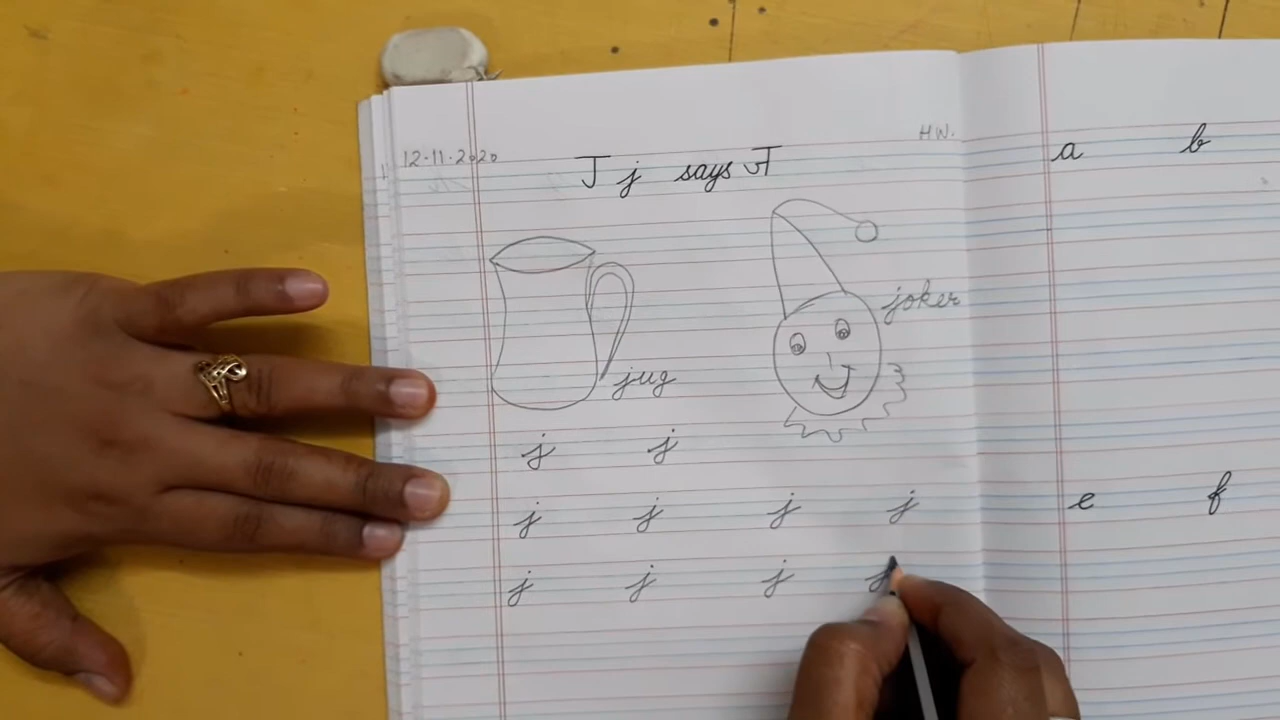 12.11.2020
H.W.
J j says ज
joker
jug
j j
j j j j
j j j j
a b
e f